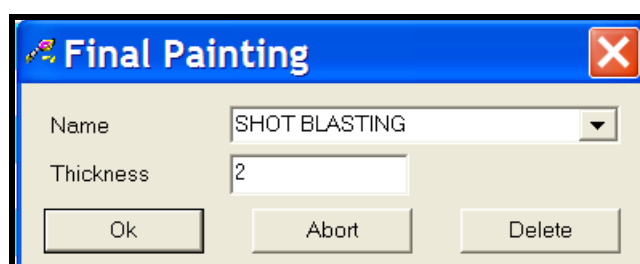 Final Painting
Name SHOT BLASTING
Thickness 2
Ok Abort Delete